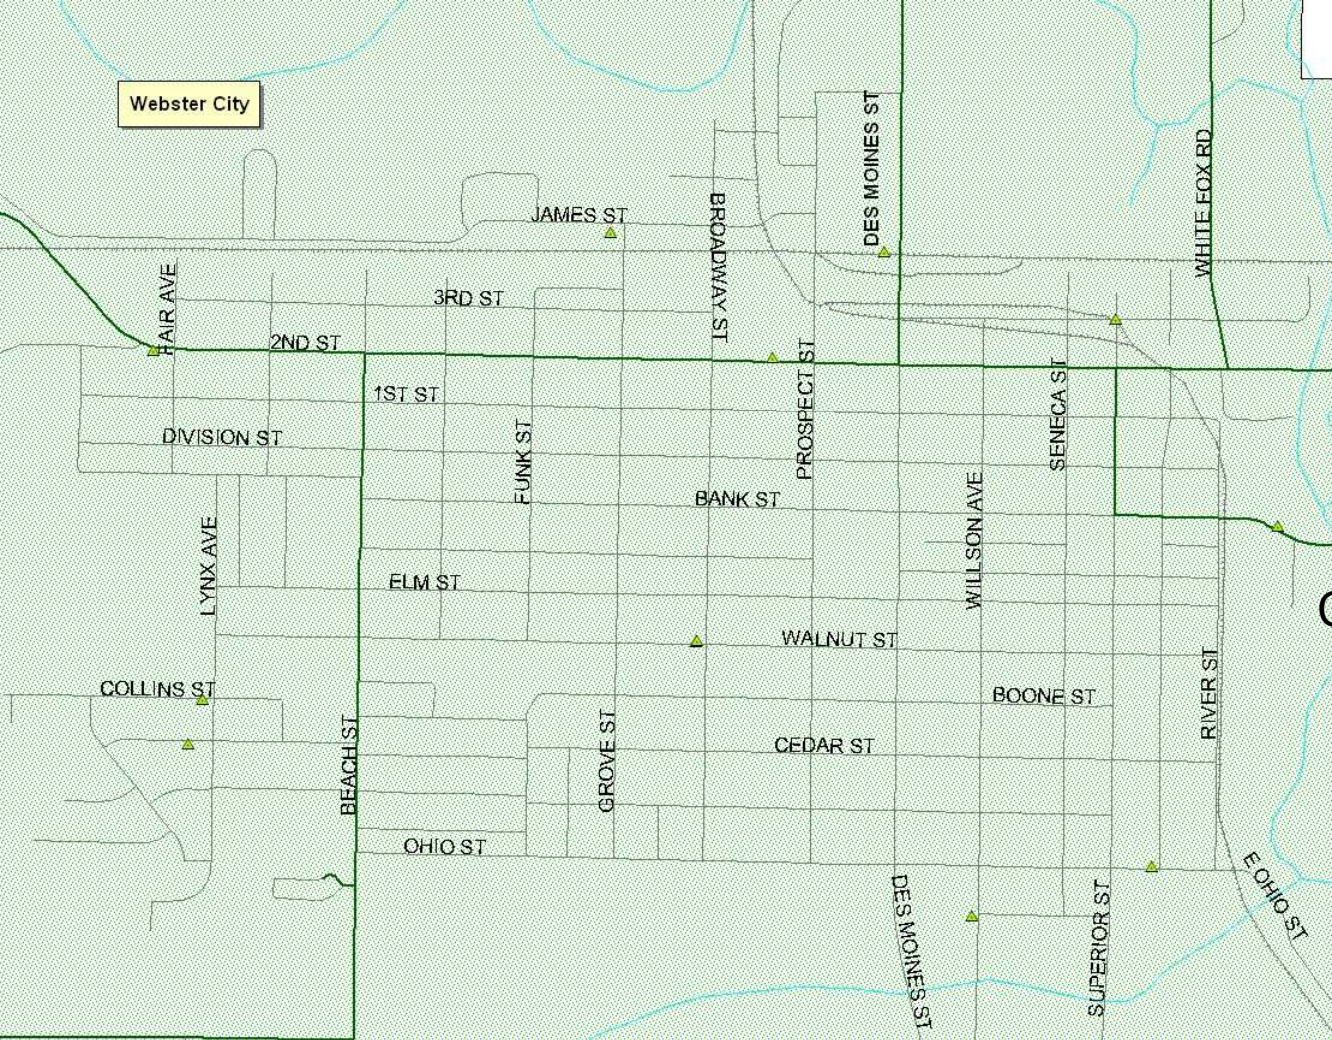 Webster City
DES MOINES ST
WHITE FOX RD
BROADWAY ST
JAMES ST
FAIR AVE
3RD ST
2ND ST
PROSPECT ST
SENECA ST
1ST ST
DIVISION ST
FUNK ST
BANK ST
WILLSON AVE
LYNX AVE
ELM ST
WALNUT ST
RIVER ST
COLLINS ST
BOONE ST
BEACH ST
GROVE ST
CEDAR ST
OHIO ST
E OHIO ST
DES MOINES ST
SUPERIOR ST